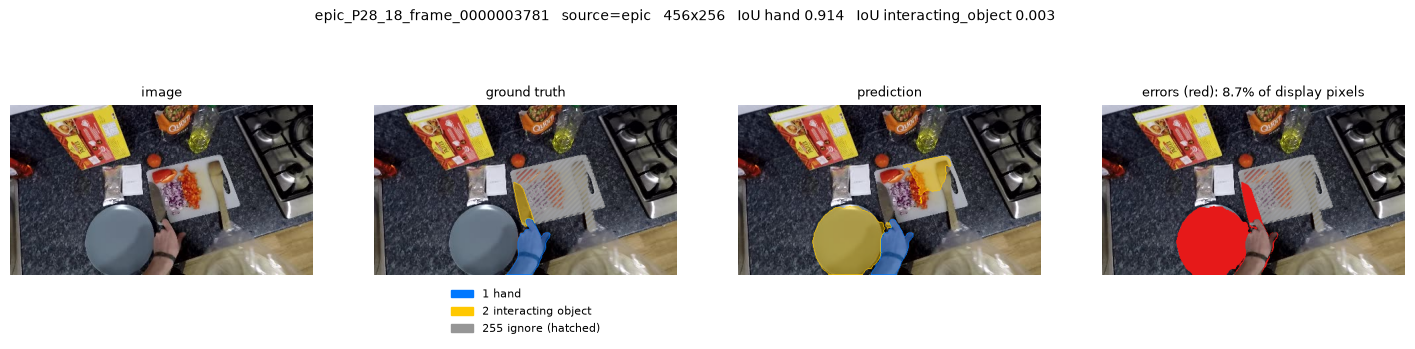 epic_P28_18_frame_0000003781 source=epic 456x256 IoU hand 0.914 IoU interacting_object 0.003
image
ground truth
prediction
errors (red): 8.7% of display pixels
1 hand
2 interacting object
255 ignore (hatched)